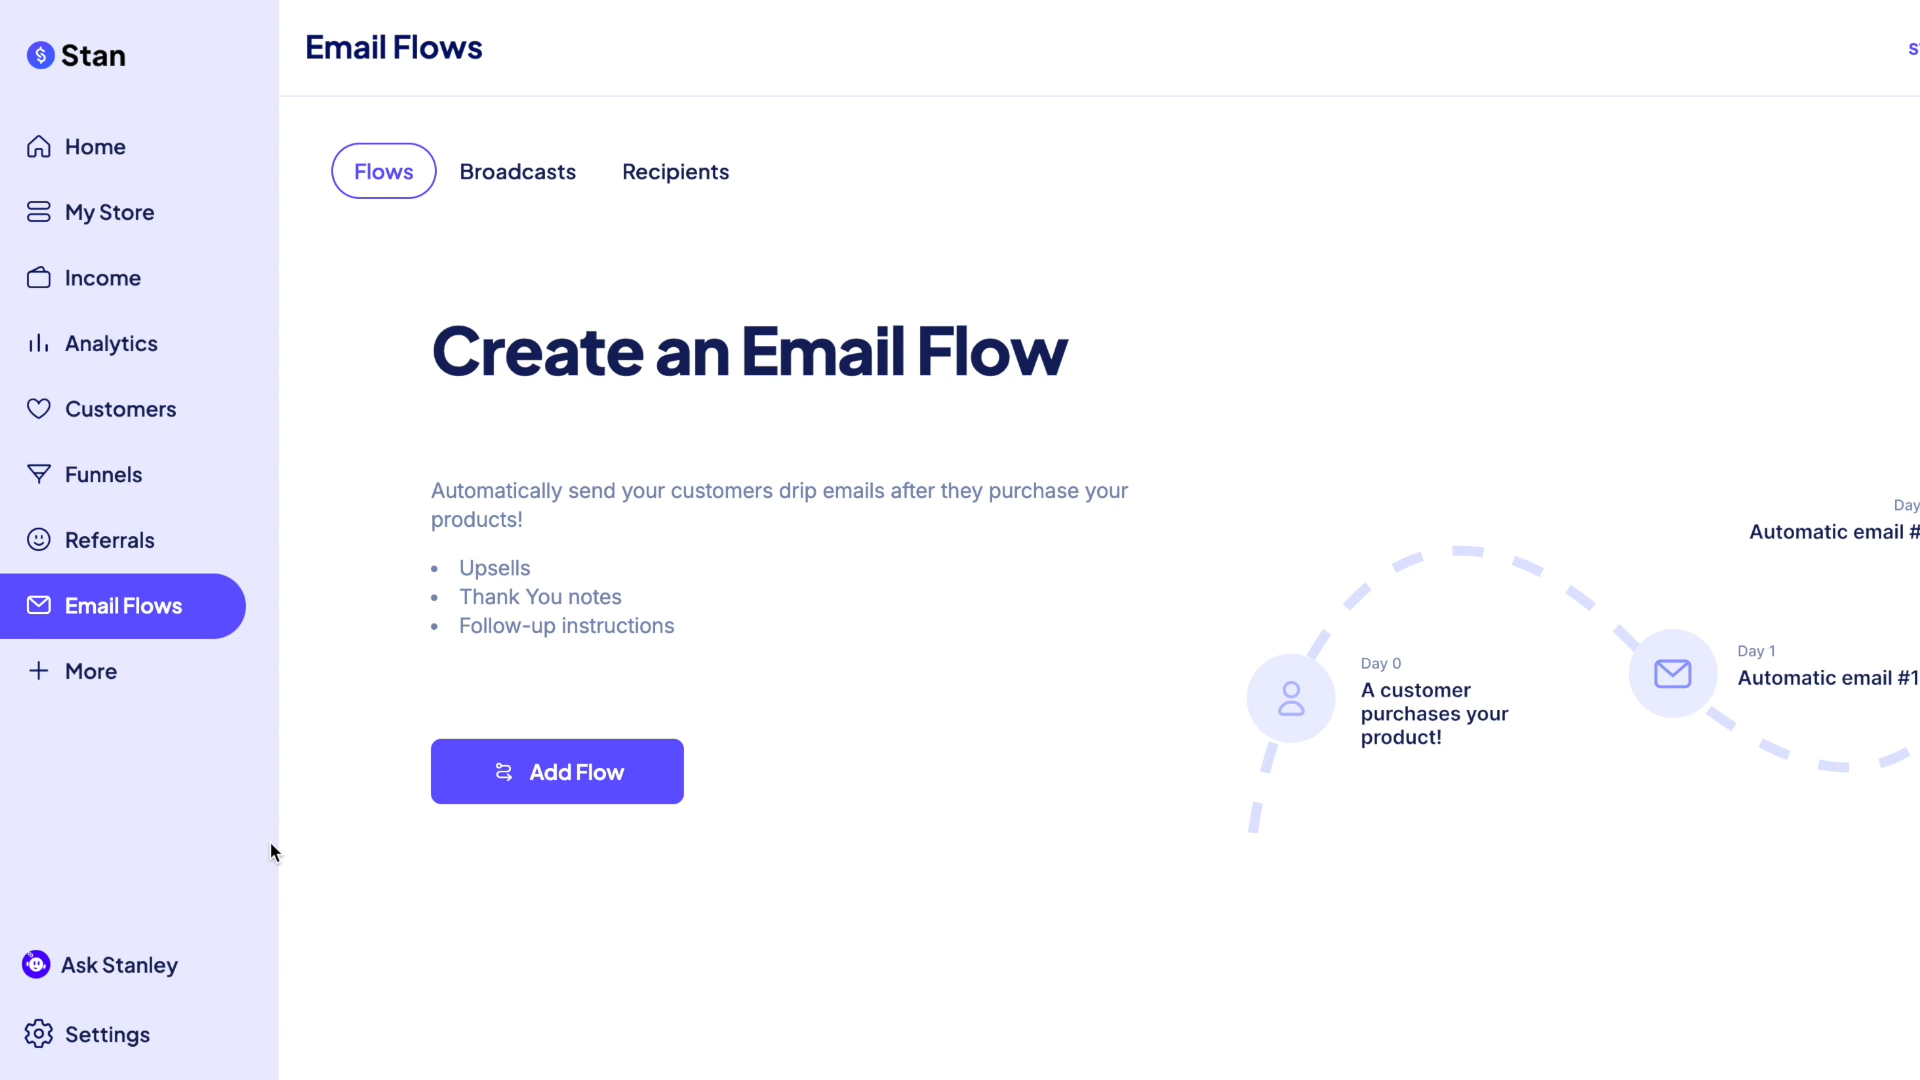 Stan
Home
My Store
Income
Analytics
Customers
Funnels
Referrals
Email Flows
More
Ask Stanley
Settings
Email Flows
Flows
Broadcasts
Recipients
Create an Email Flow
Automatically send your customers drip emails after they purchase your
products!
• Upsells
• Thank You notes
• Follow-up instructions
Add Flow
Day 0
A customer
purchases your
product!
Day 1
Automatic email #1
Day
Automatic email #